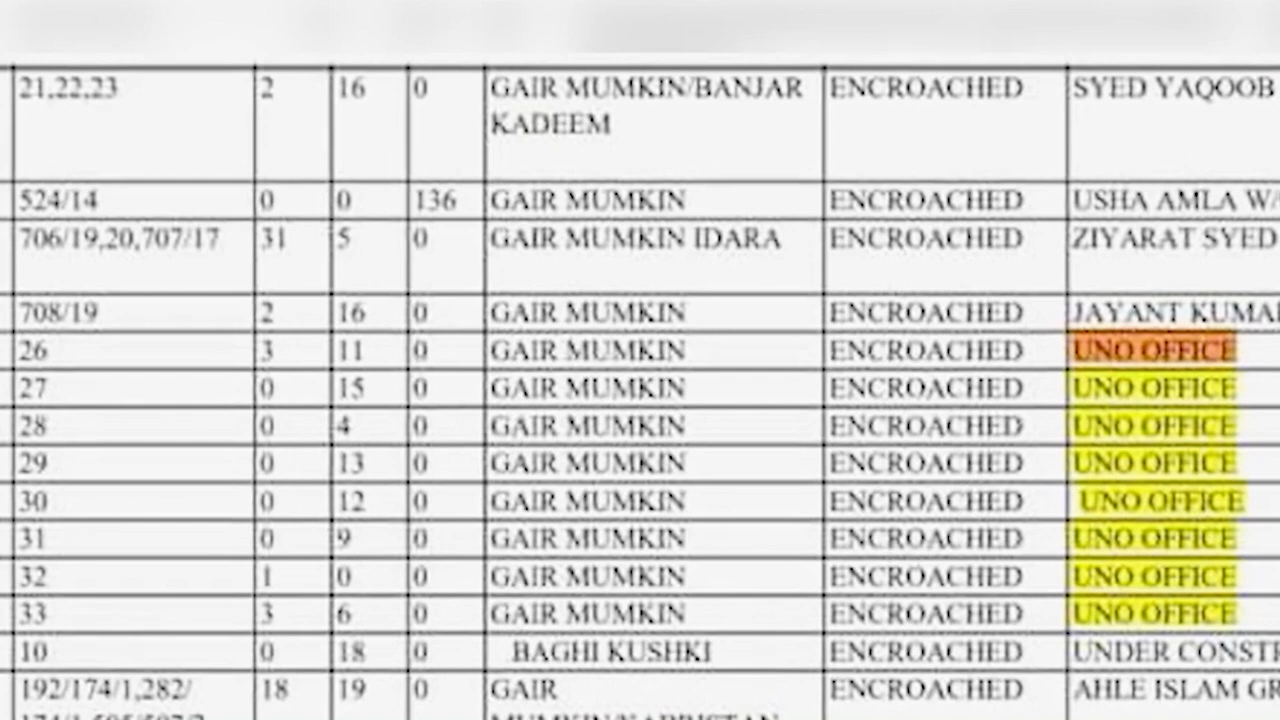 21,22,23 2 16 0 GAIR MUMKIN/BANJAR ENCROACHED SYED YAQOOB
KADEEM
524/14 0 0 136 GAIR MUMKIN ENCROACHED USHA AMLA W/
706/19,20,707/17 31 5 0 GAIR MUMKIN IDARA ENCROACHED ZIYARAT SYED
708/19 2 16 0 GAIR MUMKIN ENCROACHED JAYANT KUMA
26 3 11 0 GAIR MUMKIN ENCROACHED UNO OFFICE
27 0 15 0 GAIR MUMKIN ENCROACHED UNO OFFICE
28 0 4 0 GAIR MUMKIN ENCROACHED UNO OFFICE
29 0 13 0 GAIR MUMKIN ENCROACHED UNO OFFICE
30 0 12 0 GAIR MUMKIN ENCROACHED UNO OFFICE
31 0 9 0 GAIR MUMKIN ENCROACHED UNO OFFICE
32 1 0 0 GAIR MUMKIN ENCROACHED UNO OFFICE
33 3 6 0 GAIR MUMKIN ENCROACHED UNO OFFICE
10 0 18 0 BAGHI KUSHKI ENCROACHED UNDER CONST
192/174/1,282/ 18 19 0 GAIR ENCROACHED AHLE ISLAM GR